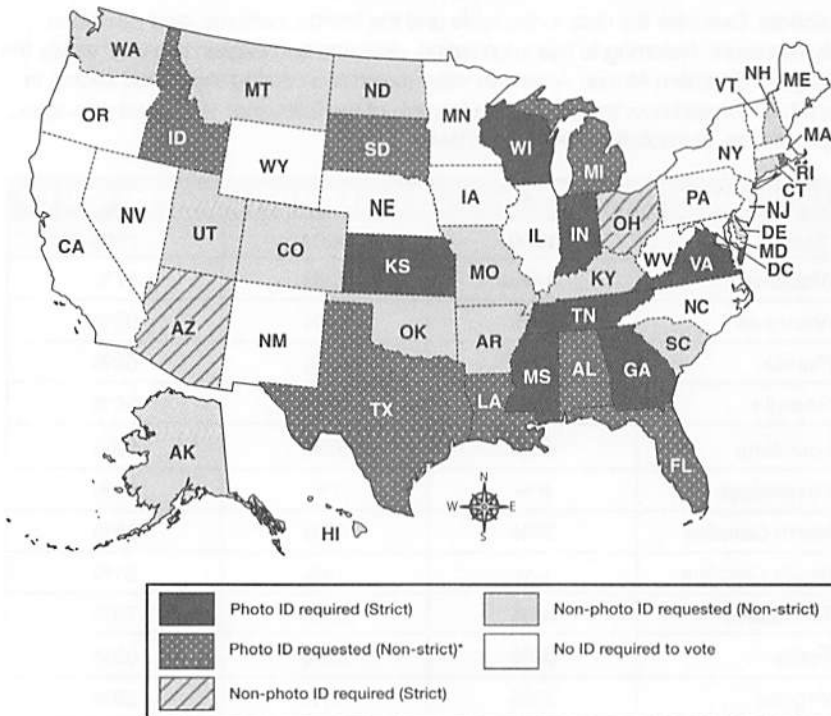 WA
OR
CA
NV
ID
MT
WY
UT
CO
AZ
NM
ND
SD
NE
KS
OK
TX
MN
IA
MO
AR
LA
WI
IL
MI
IN
OH
KY
TN
MS
AL
GA
FL
SC
NC
VA
WV
PA
NY
VT
NH
ME
MA
RI
CT
NJ
DE
MD
DC
AK
HI
N
W E
S
Photo ID required (Strict)
Photo ID requested (Non-strict)*
Non-photo ID required (Strict)
Non-photo ID requested (Non-strict)
No ID required to vote